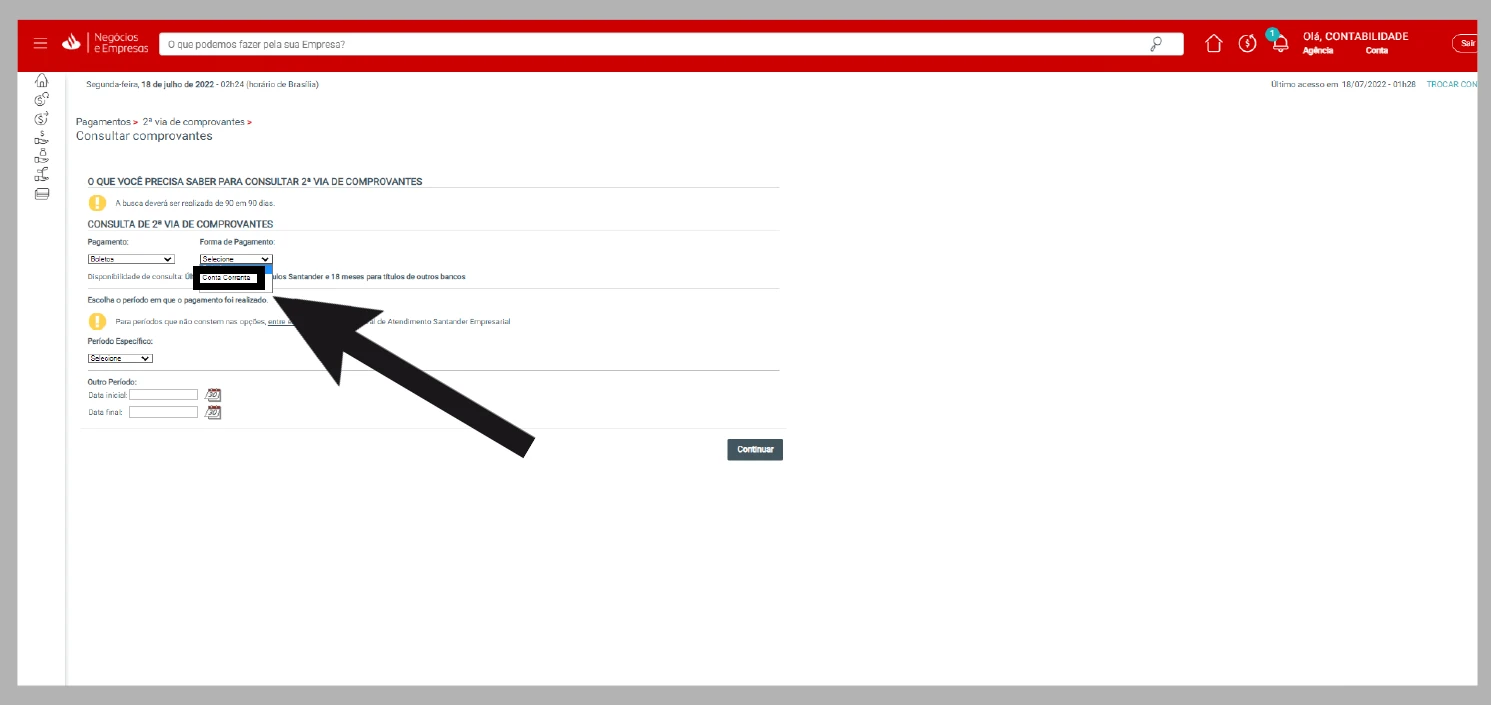 Negócios
e Empresas
O que podemos fazer pela sua Empresa?
1
Olá, CONTABILIDADE
Agência Conta
Sair
Segunda-feira, 18 de julho de 2022 - 02h24 (horário de Brasília)
Último acesso em: 18/07/2022 - 01h28 TROCAR CON
Pagamentos > 2ª via de comprovantes >
Consultar comprovantes
O QUE VOCÊ PRECISA SABER PARA CONSULTAR 2ª VIA DE COMPROVANTES
A busca deverá ser realizada de 90 em 90 dias.
CONSULTA DE 2ª VIA DE COMPROVANTES
Pagamento: Forma de Pagamento:
Boletos Selecione
Conta Corrente
Disponibilidade de consulta: Santander e 18 meses para títulos de outros bancos
Escolha o período em que o pagamento foi realizado.
Para períodos que não constem nas opções, entre de Atendimento Santander Empresarial
Período Específico:
Selecione
Outro Período:
Data inicial: 30
Data final: 30
Continuar